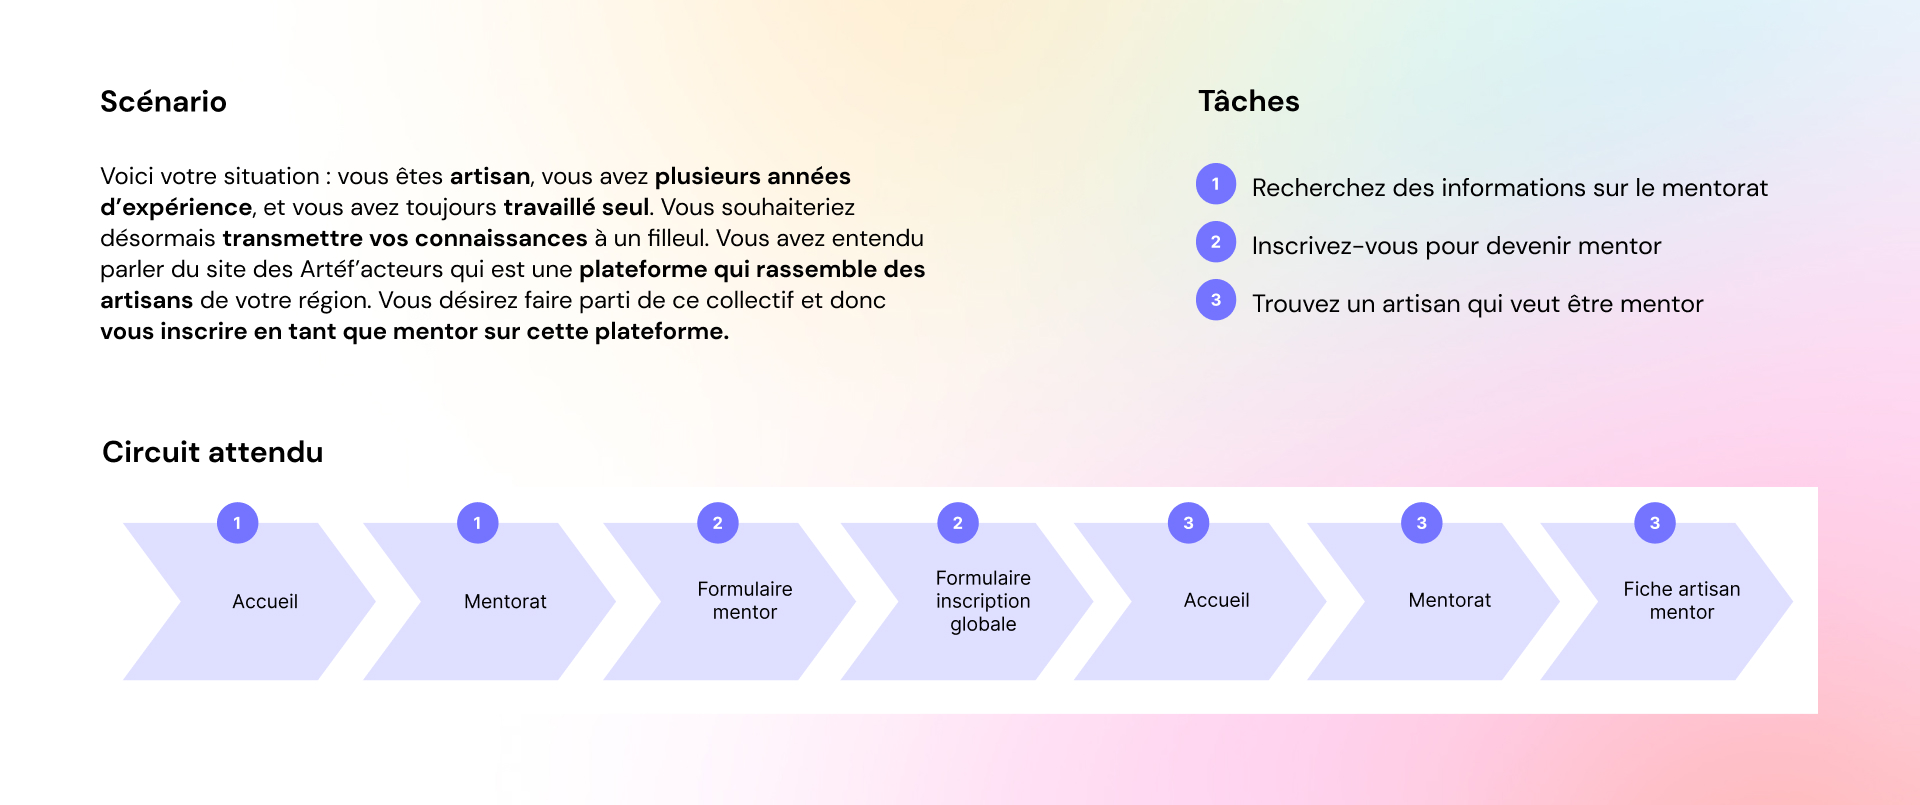 Scénario
Voici votre situation : vous êtes artisan, vous avez plusieurs années
d’expérience, et vous avez toujours travaillé seul. Vous souhaiteriez
désormais transmettre vos connaissances à un filleul. Vous avez entendu
parler du site des Artéf’acteurs qui est une plateforme qui rassemble des
artisans de votre région. Vous désirez faire parti de ce collectif et donc
vous inscrire en tant que mentor sur cette plateforme.
Tâches
1 Recherchez des informations sur le mentorat
2 Inscrivez-vous pour devenir mentor
3 Trouvez un artisan qui veut être mentor
Circuit attendu
1
Accueil
1
Mentorat
2
Formulaire
mentor
2
Formulaire
inscription
globale
3
Accueil
3
Mentorat
3
Fiche artisan
mentor